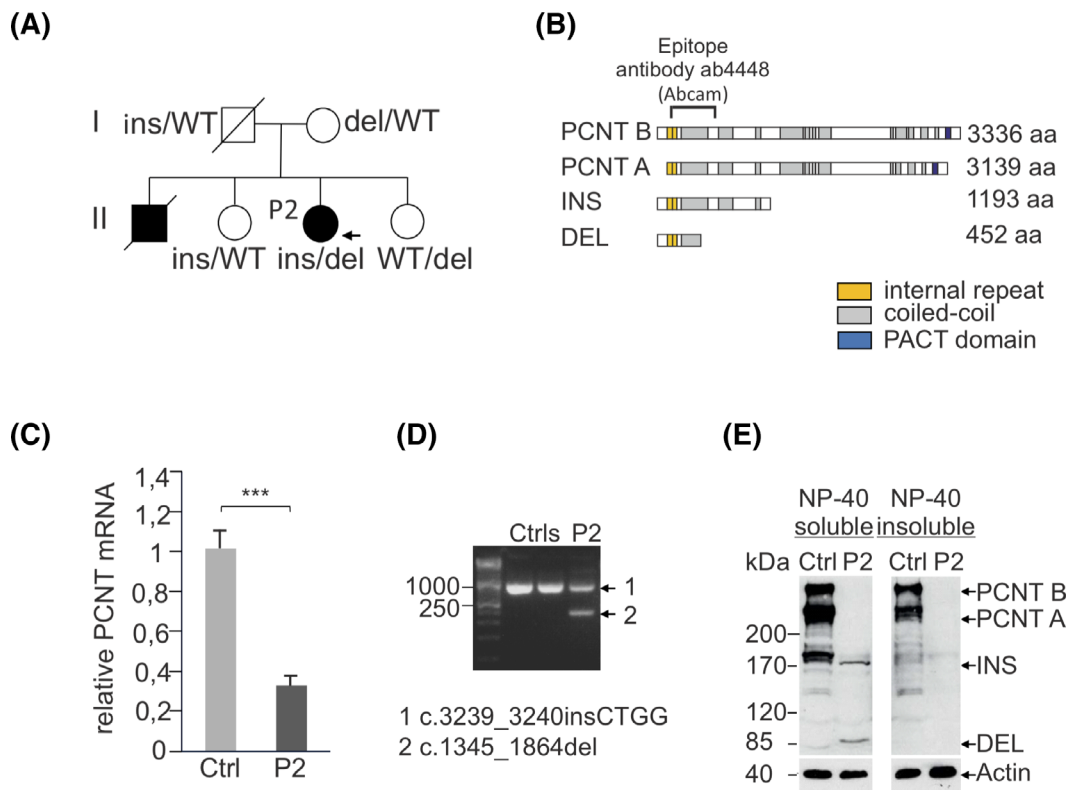 (A)
I ins/WT del/WT
II P2
ins/WT ins/del WT/del
(B)
Epitope
antibody ab4448
(Abcam)
PCNT B 3336 aa
PCNT A 3139 aa
INS 1193 aa
DEL 452 aa
internal repeat
coiled-coil
PACT domain
(C)
relative PCNT mRNA
1,4
1,2
1
0,8
0,6
0,4
0,2
0
***
Ctrl P2
(D)
Ctrls P2
1000
250
1
2
1 c.3239_3240insCTGG
2 c.1345_1864del
(E)
NP-40 NP-40
soluble insoluble
kDa Ctrl P2 Ctrl P2
PCNT B
PCNT A
200
170 INS
120
85 DEL
40 Actin